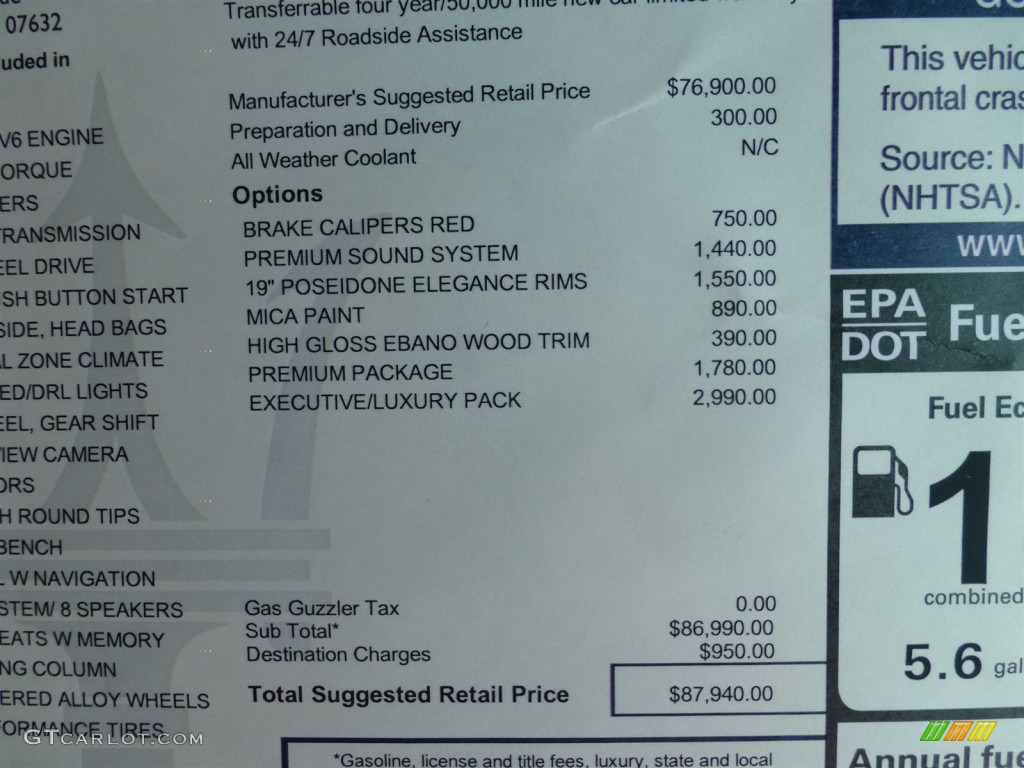 07632
uded in
V6 ENGINE
ORQUE
ERS
TRANSMISSION
EEL DRIVE
SH BUTTON START
SIDE, HEAD BAGS
AL ZONE CLIMATE
ED/DRL LIGHTS
EEL, GEAR SHIFT
IEW CAMERA
ORS
H ROUND TIPS
BENCH
L W NAVIGATION
STEM/ 8 SPEAKERS
EATS W MEMORY
NG COLUMN
ERED ALLOY WHEELS
FORMANCE TIRES
Transferrable four year/50,000 mile new car limited warranty
with 24/7 Roadside Assistance
Manufacturer's Suggested Retail Price $76,900.00
Preparation and Delivery 300.00
All Weather Coolant N/C
Options
BRAKE CALIPERS RED 750.00
PREMIUM SOUND SYSTEM 1,440.00
19" POSEIDONE ELEGANCE RIMS 1,550.00
MICA PAINT 890.00
HIGH GLOSS EBANO WOOD TRIM 390.00
PREMIUM PACKAGE 1,780.00
EXECUTIVE/LUXURY PACK 2,990.00
Gas Guzzler Tax 0.00
Sub Total* $86,990.00
Destination Charges $950.00
Total Suggested Retail Price $87,940.00
*Gasoline, license and title fees, luxury, state and local
This vehic
frontal cras
Source: N
(NHTSA).
www
EPA
DOT
Fue
Fuel Ec
1
combined
5.6 gal
Annual fue
GTcarlot.com